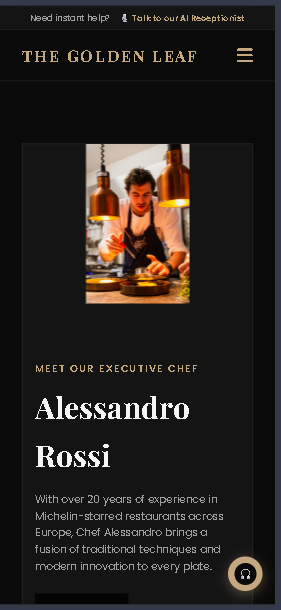 Need instant help? Talk to our AI Receptionist
THE GOLDEN LEAF
MEET OUR EXECUTIVE CHEF
Alessandro
Rossi
With over 20 years of experience in
Michelin-starred restaurants across
Europe, Chef Alessandro brings a
fusion of traditional techniques and
modern innovation to every plate.